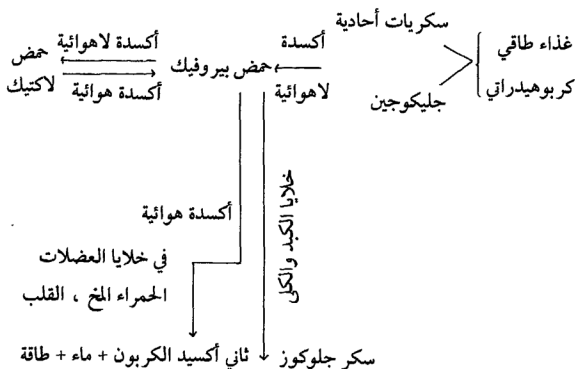 سكريات أحادية
غذاء طاقي
كربوهيدراتي
جليكوجين
أكسدة
لاهوائية
حمض بيروفيك
أكسدة لاهوائية
أكسدة هوائية
حمض
لاكتيك
خلايا الكبد والكلى
أكسدة هوائية
في خلايا العضلات
الحمراء المخ ، القلب
سكر جلوكوز
ثاني أكسيد الكربون + ماء + طاقة